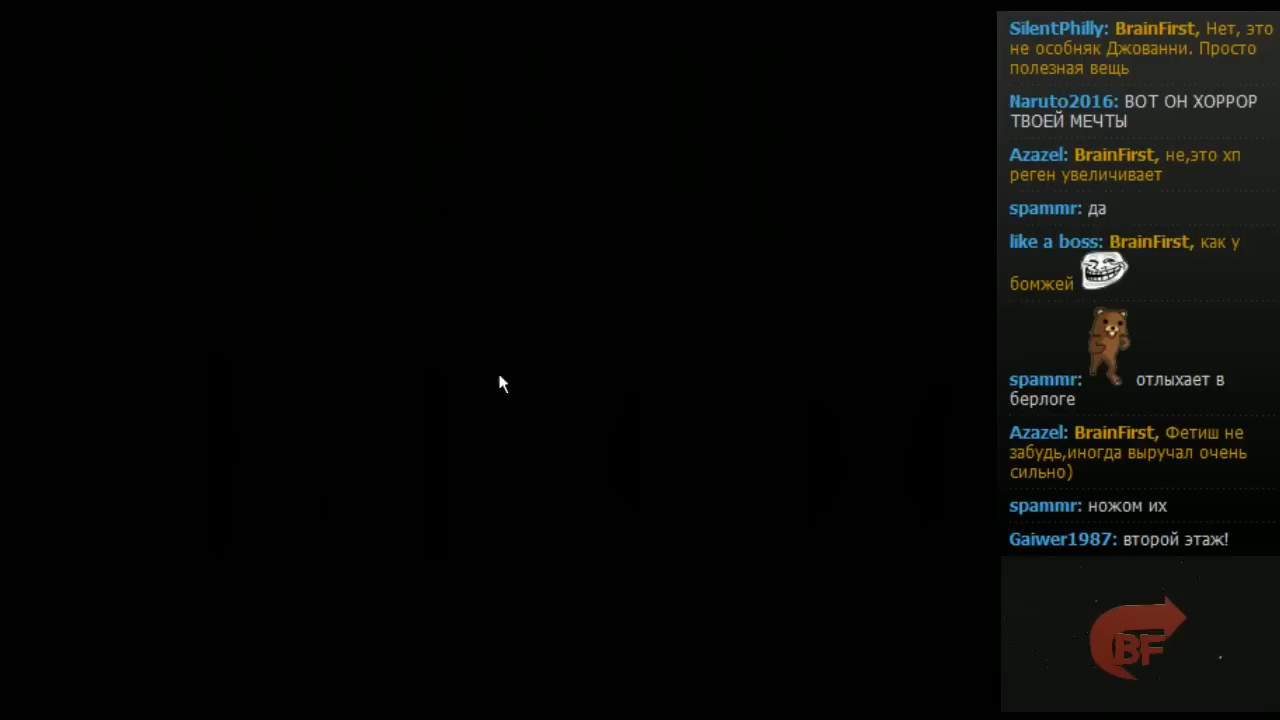 SilentPhilly: BrainFirst, Нет, это
не особняк Джованни. Просто
полезная вещь
Naruto2016: ВОТ ОН ХОРРОР
ТВОЕЙ МЕЧТЫ
Azazel: BrainFirst, не,это хп
реген увеличивает
spammr: да
like a boss: BrainFirst, как у
бомжей
spammr: отлыхает в
берлоге
Azazel: BrainFirst, Фетиш не
забудь,иногда выручал очень
сильно)
spammr: ножом их
Gaiwer1987: второй этаж!
BF